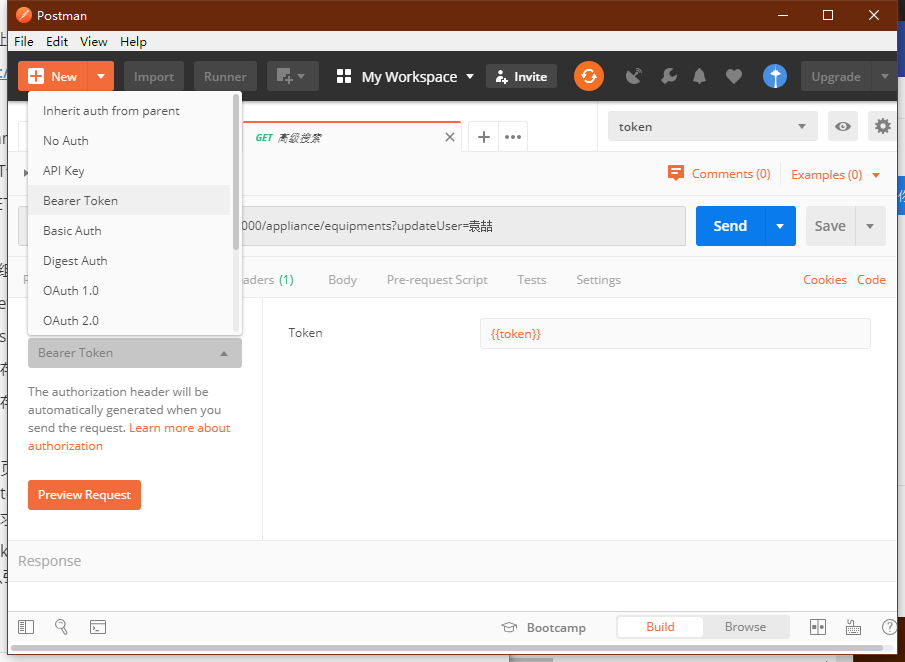 Postman
File Edit View Help
New Import Runner My Workspace Invite Upgrade
Inherit auth from parent
No Auth
API Key
Bearer Token
Basic Auth
Digest Auth
OAuth 1.0
OAuth 2.0
GET 高级搜索
token
Comments (0) Examples (0)
000/appliance/equipments?updateUser=袁喆
Send Save
eaders (1) Body Pre-request Script Tests Settings Cookies Code
Bearer Token
Token {{token}}
The authorization header will be
automatically generated when you
send the request. Learn more about
authorization
Preview Request
Response
Bootcamp Build Browse